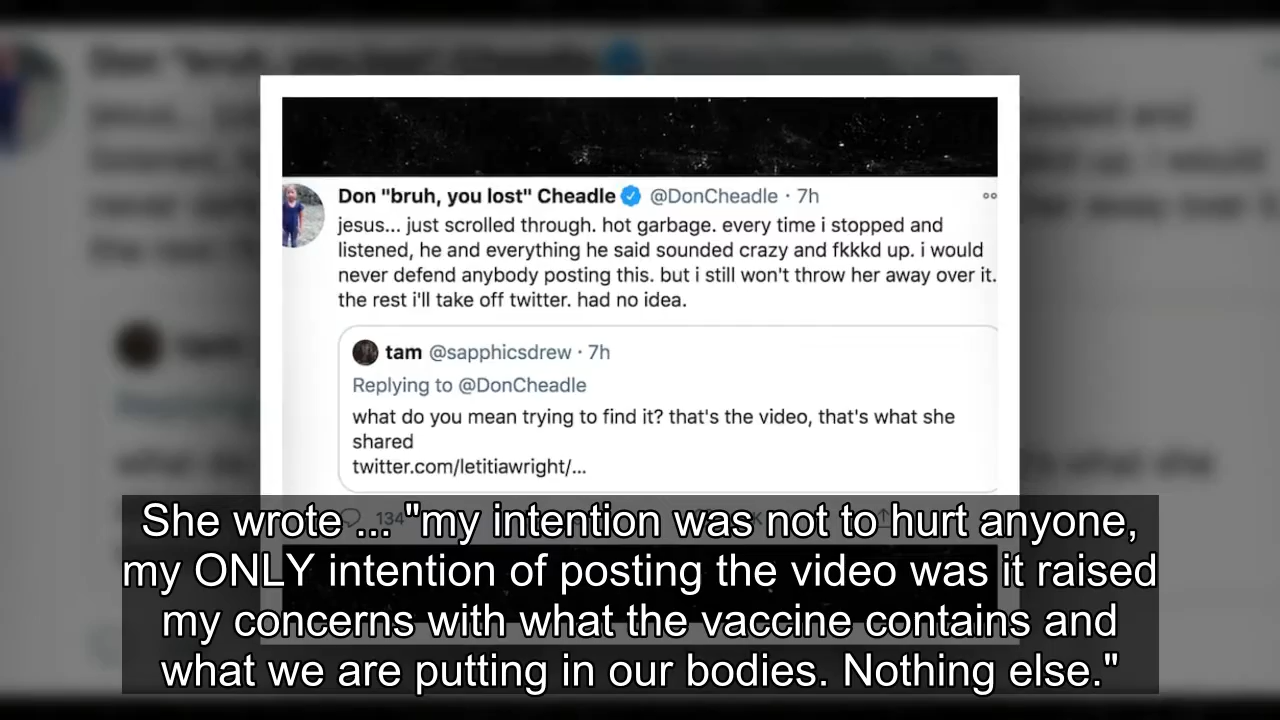 Don "bruh, you lost" Cheadle @DonCheadle · 7h
jesus... just scrolled through. hot garbage. every time i stopped and
listened, he and everything he said sounded crazy and fkkkd up. i would
never defend anybody posting this. but i still won't throw her away over it.
the rest i'll take off twitter. had no idea.
tam @sapphicsdrew · 7h
Replying to @DonCheadle
what do you mean trying to find it? that's the video, that's what she
shared
twitter.com/letitiawright/...
134
She wrote ... "my intention was not to hurt anyone,
my ONLY intention of posting the video was it raised
my concerns with what the vaccine contains and
what we are putting in our bodies. Nothing else."